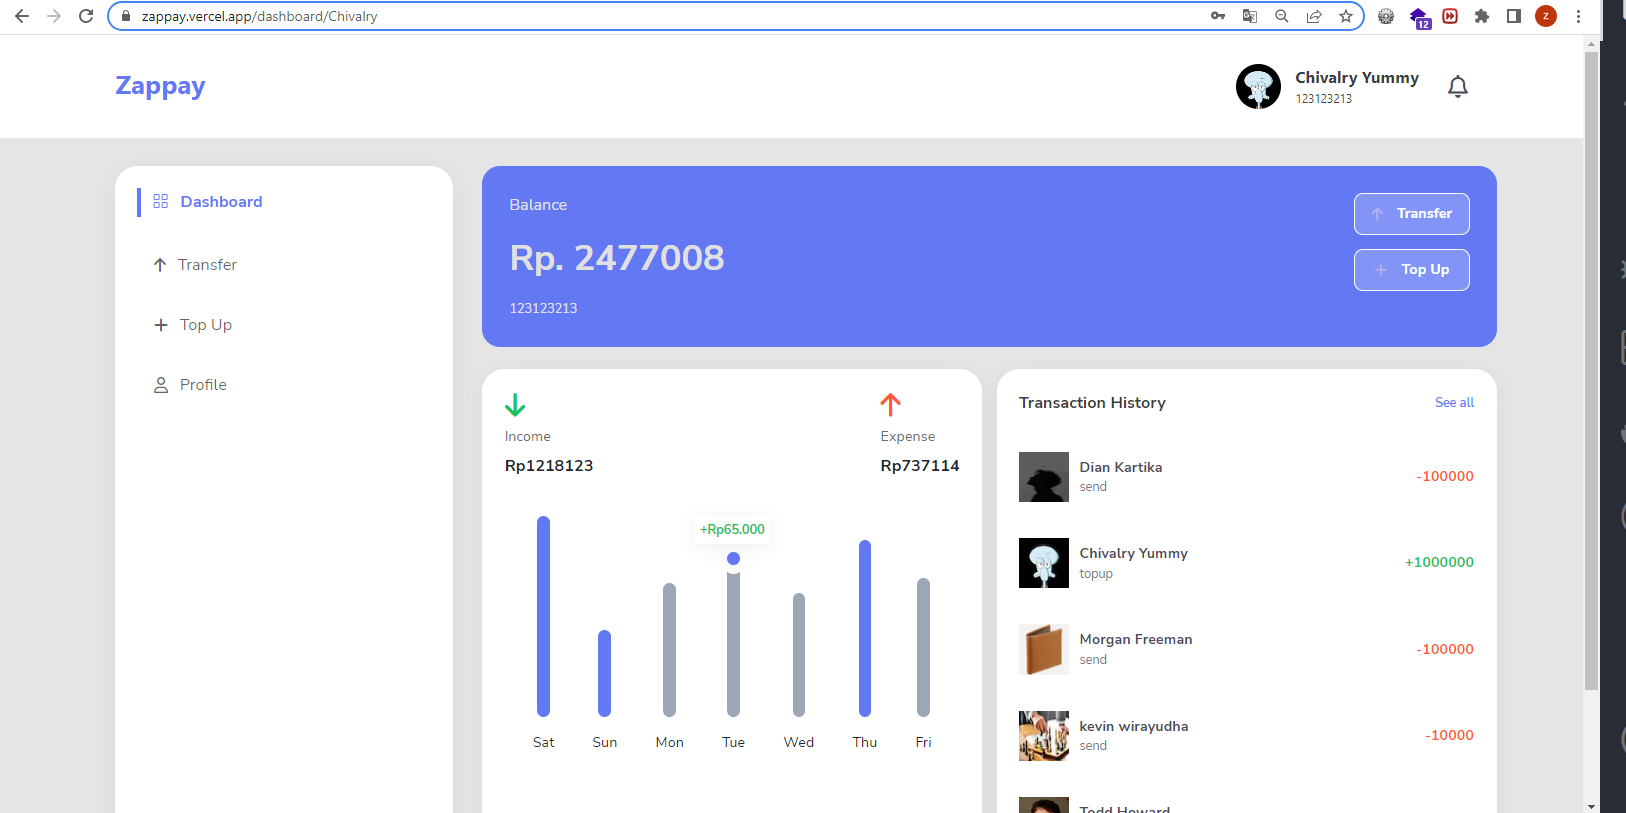 zappay.vercel.app/dashboard/Chivalry
12
z
Zappay
Chivalry Yummy
123123213
Dashboard
Transfer
Top Up
Profile
Balance
Rp. 2477008
123123213
Transfer
Top Up
Income
Rp1218123
Expense
Rp737114
+Rp65.000
Sat Sun Mon Tue Wed Thu Fri
Transaction History
See all
Dian Kartika
send
-100000
Chivalry Yummy
topup
+1000000
Morgan Freeman
send
-100000
kevin wirayudha
send
-10000
Todd Howard